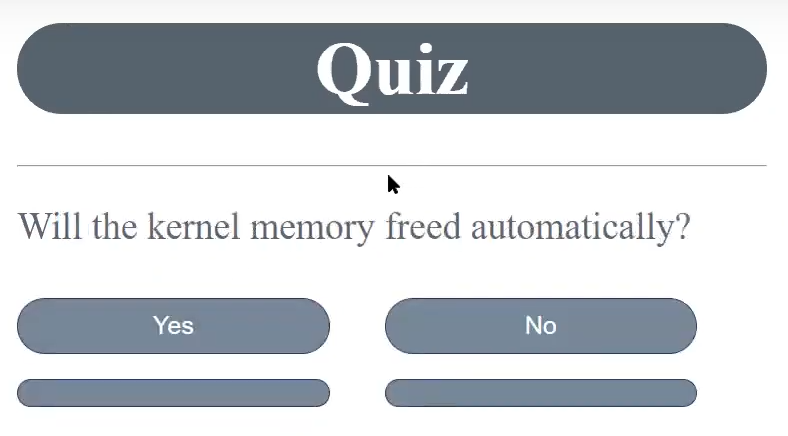 Quiz
Will the kernel memory freed automatically?
Yes
No